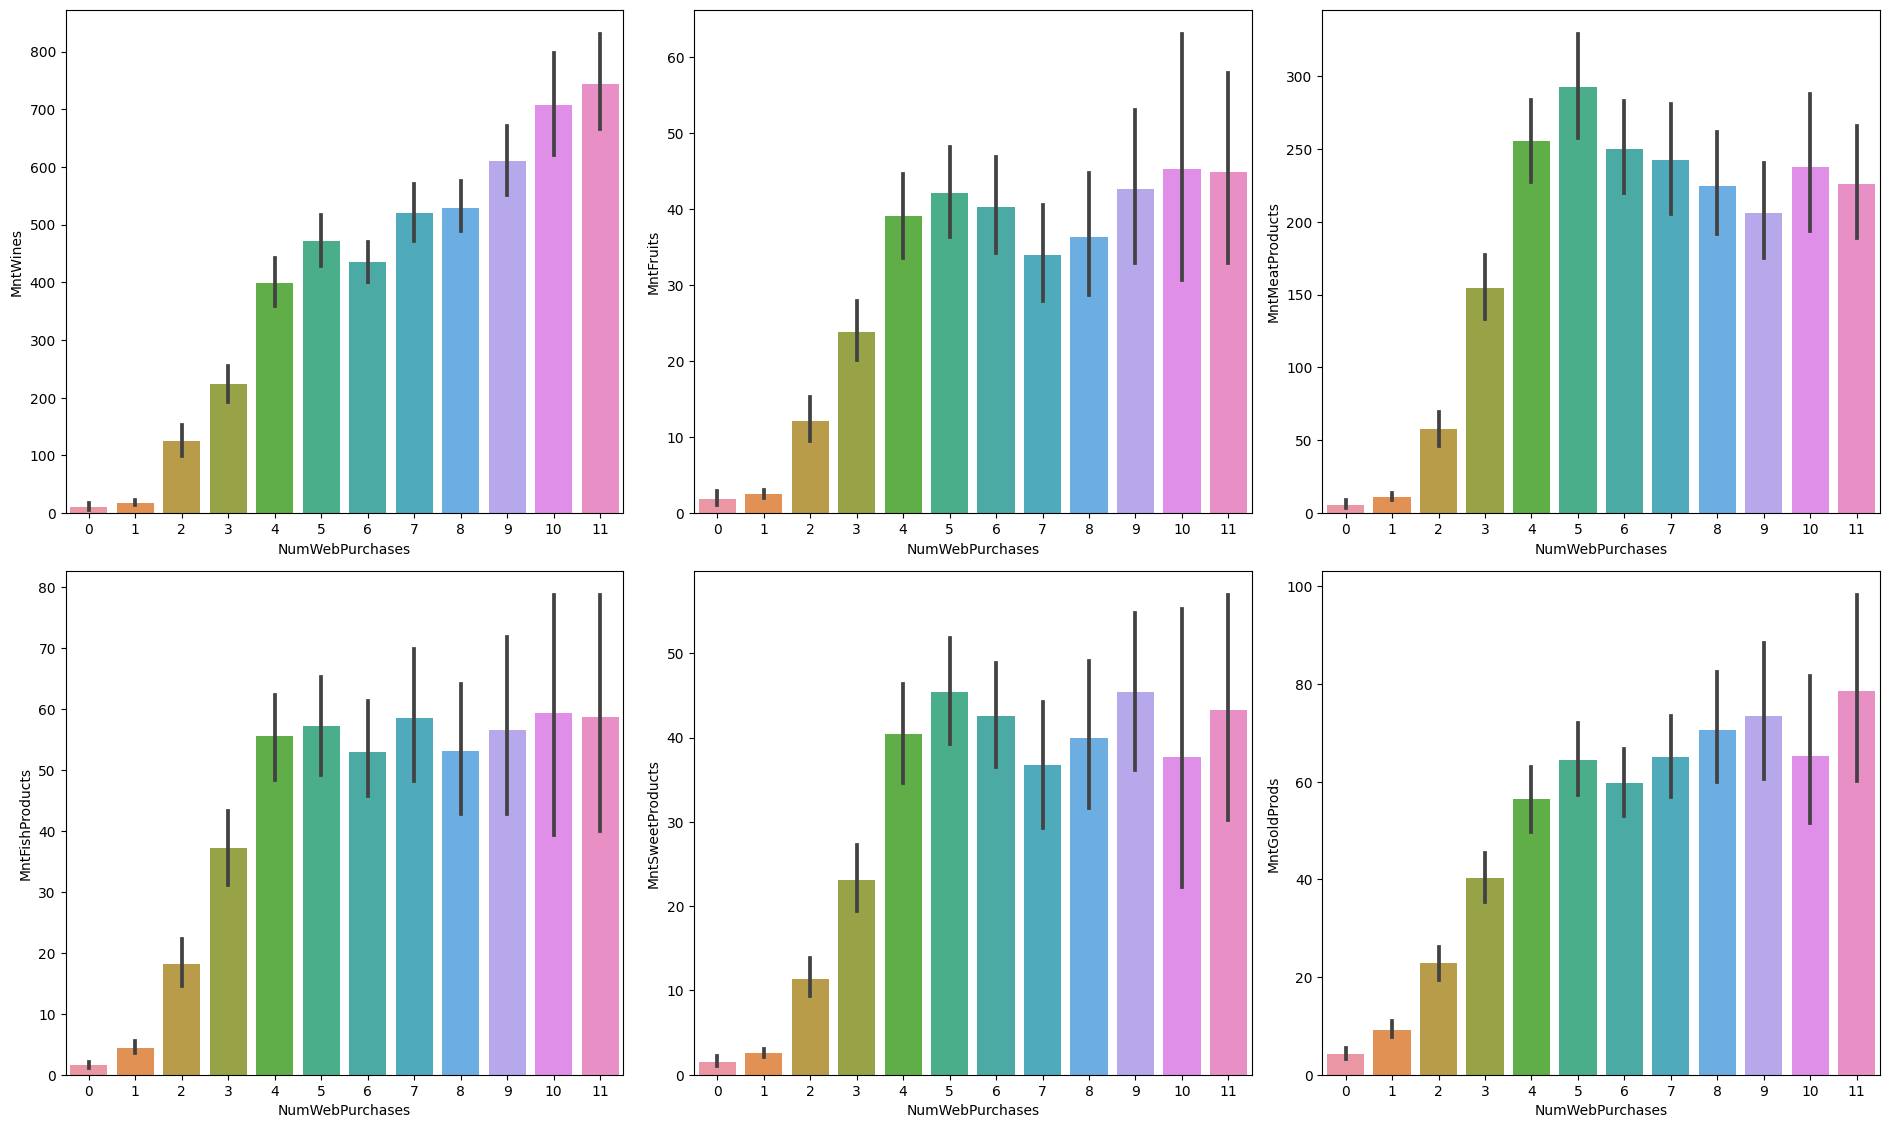 MntWines
800
700
600
500
400
300
200
100
0
0 1 2 3 4 5 6 7 8 9 10 11
NumWebPurchases
MntFruits
60
50
40
30
20
10
0
0 1 2 3 4 5 6 7 8 9 10 11
NumWebPurchases
MntMeatProducts
300
250
200
150
100
50
0
0 1 2 3 4 5 6 7 8 9 10 11
NumWebPurchases
MntFishProducts
80
70
60
50
40
30
20
10
0
0 1 2 3 4 5 6 7 8 9 10 11
NumWebPurchases
MntSweetProducts
50
40
30
20
10
0
0 1 2 3 4 5 6 7 8 9 10 11
NumWebPurchases
MntGoldProds
100
80
60
40
20
0
0 1 2 3 4 5 6 7 8 9 10 11
NumWebPurchases